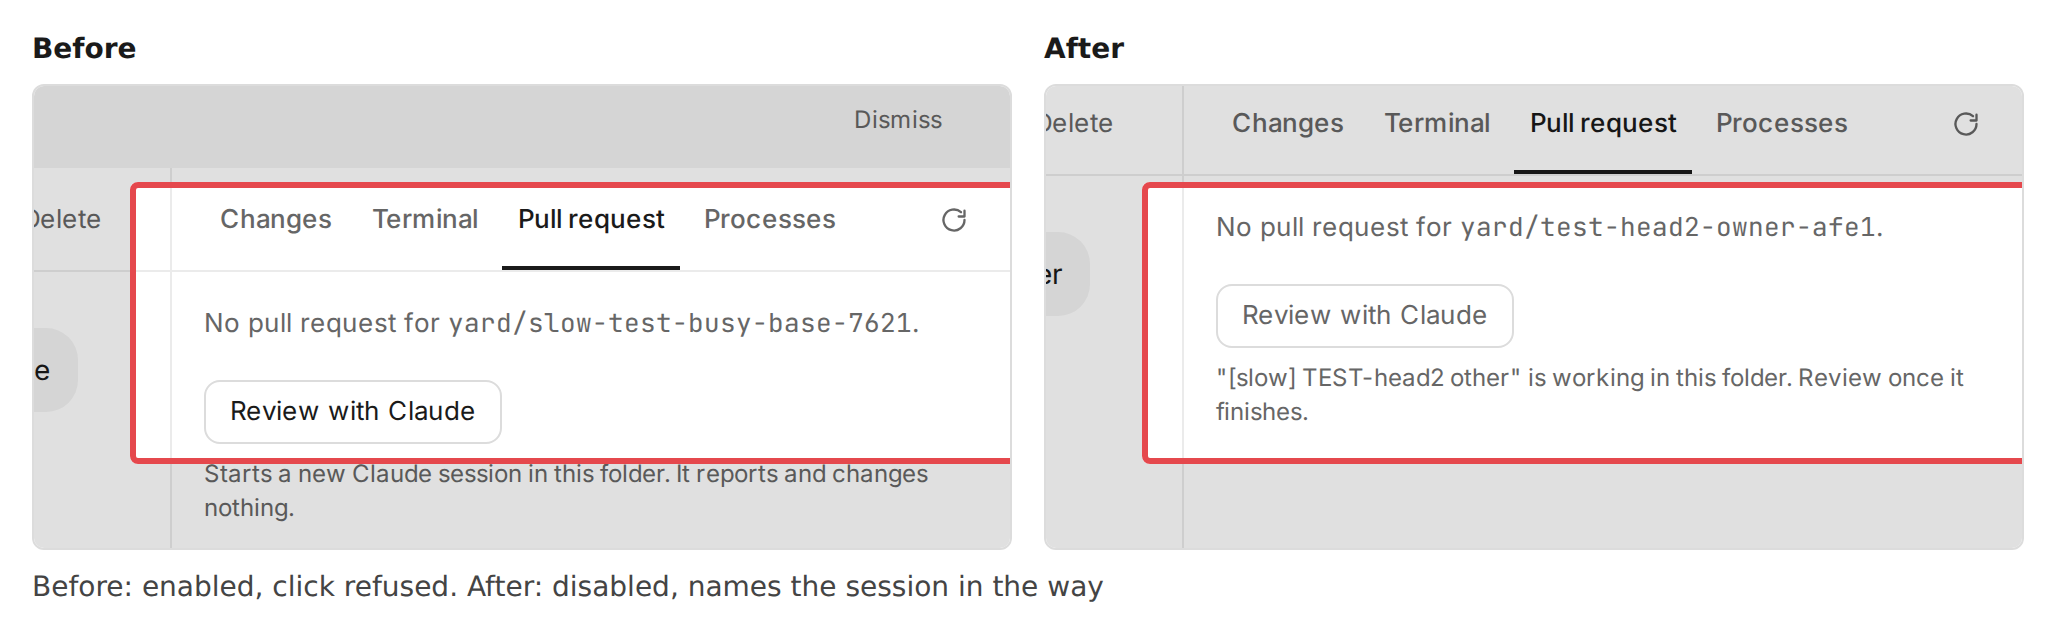 Before
Dismiss
Delete
Changes Terminal Pull request Processes
No pull request for yard/slow-test-busy-base-7621.
e
Review with Claude
Starts a new Claude session in this folder. It reports and changes
nothing.
After
Delete
Changes Terminal Pull request Processes
No pull request for yard/test-head2-owner-afe1.
er
Review with Claude
"[slow] TEST-head2 other" is working in this folder. Review once it
finishes.
Before: enabled, click refused. After: disabled, names the session in the way